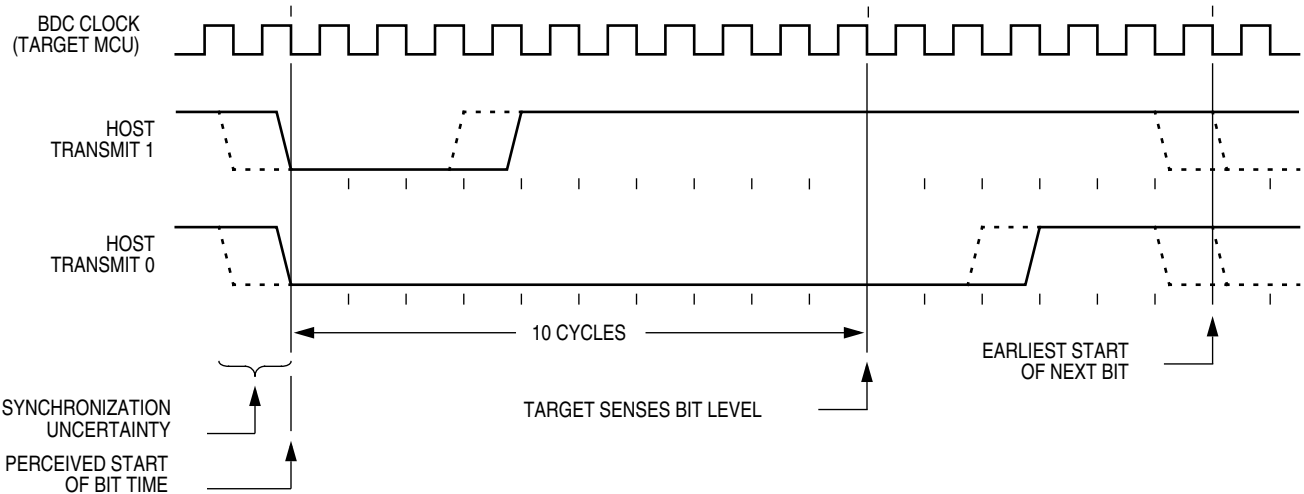 BDC CLOCK
(TARGET MCU)
HOST
TRANSMIT 1
HOST
TRANSMIT 0
10 CYCLES
EARLIEST START
OF NEXT BIT
TARGET SENSES BIT LEVEL
SYNCHRONIZATION
UNCERTAINTY
PERCEIVED START
OF BIT TIME